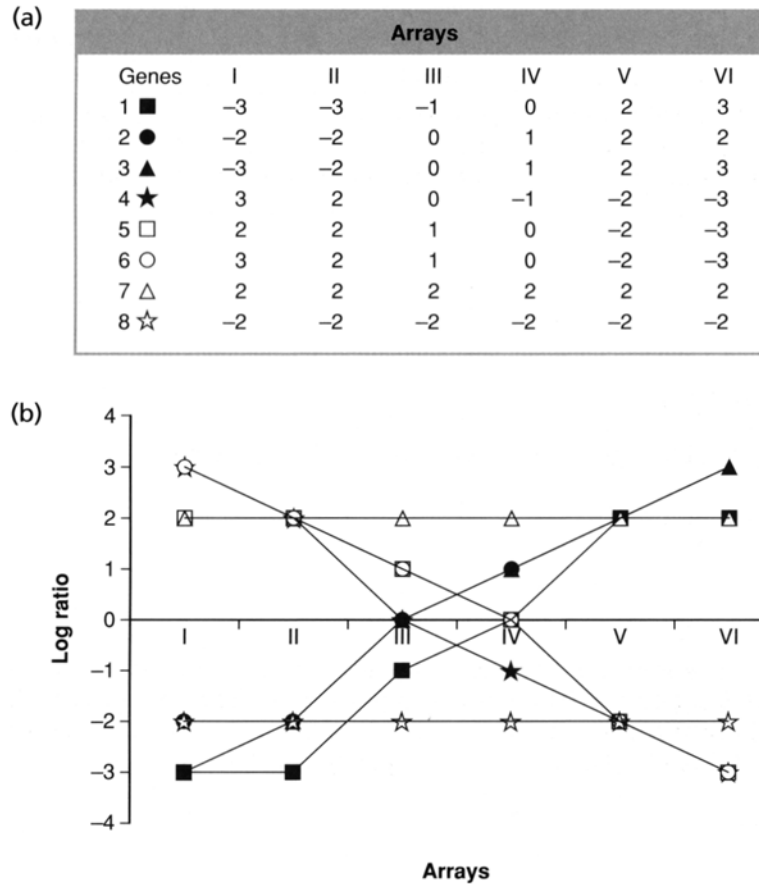 (a)
Arrays
Genes I II III IV V VI
1 ■ –3 –3 –1 0 2 3
2 ● –2 –2 0 1 2 2
3 ▲ –3 –2 0 1 2 3
4 ★ 3 2 0 –1 –2 –3
5 □ 2 2 1 0 –2 –3
6 ○ 3 2 1 0 –2 –3
7 △ 2 2 2 2 2 2
8 ☆ –2 –2 –2 –2 –2 –2
(b)
4
3
2
1
0
–1
–2
–3
–4
Log ratio
I II III IV V VI
Arrays